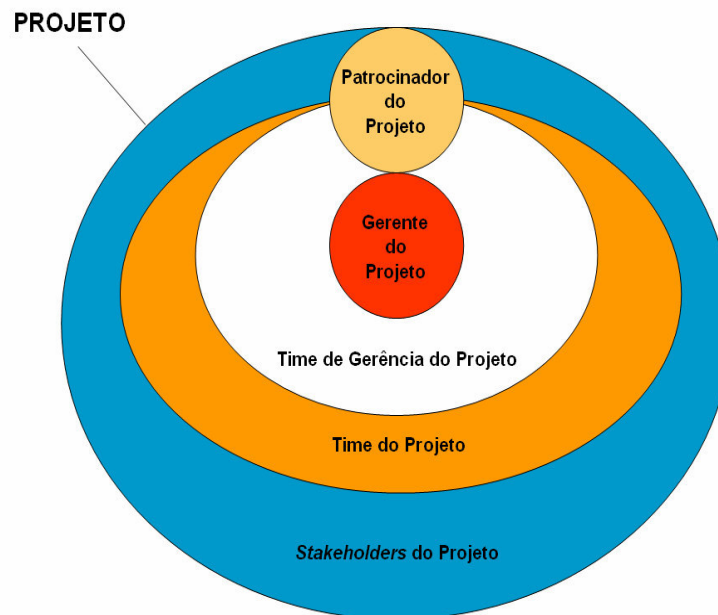 PROJETO
Patrocinador
do
Projeto
Gerente
do
Projeto
Time de Gerência do Projeto
Time do Projeto
Stakeholders do Projeto